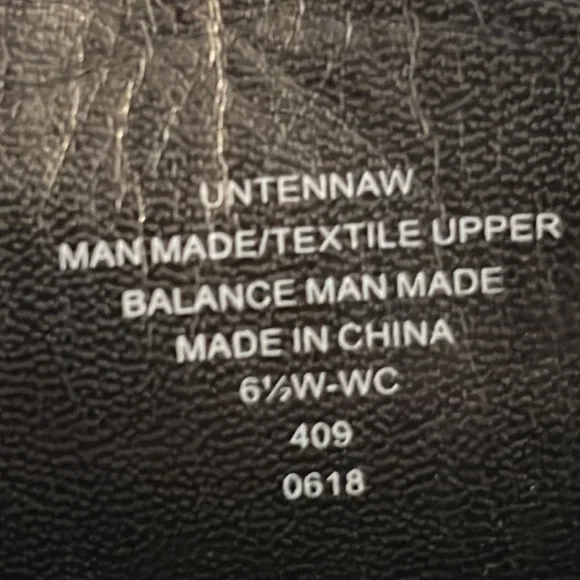 UNTENNAW
MAN MADE/TEXTILE UPPER
BALANCE MAN MADE
MADE IN CHINA
6½W-WC
409
0618